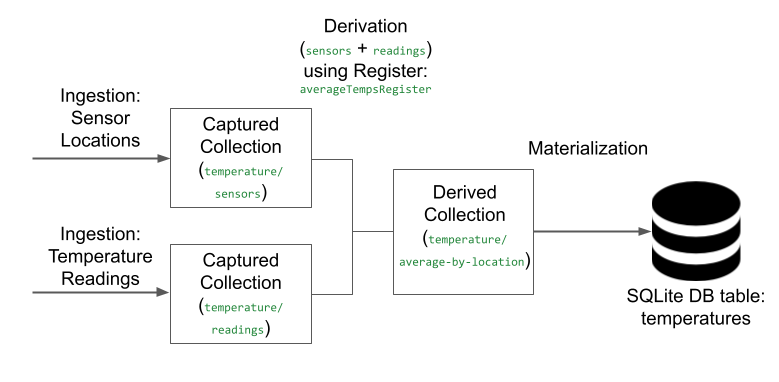 Derivation
(sensors + readings)
using Register:
averageTempsRegister
Ingestion:
Sensor
Locations
Captured
Collection
(temperature/
sensors)
Materialization
Derived
Collection
(temperature/
average-by-location)
Ingestion:
Temperature
Readings
Captured
Collection
(temperature/
readings)
SQLite DB table:
temperatures